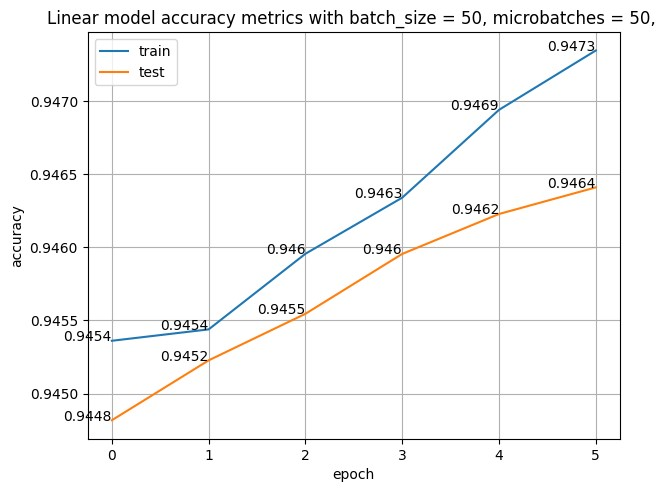 Linear model accuracy metrics with batch_size = 50, microbatches = 50,
train
test
0.9470
0.9465
0.9460
0.9455
0.9450
accuracy
0.9454
0.9454
0.946
0.9463
0.9469
0.9473
0.9448
0.9452
0.9455
0.946
0.9462
0.9464
0 1 2 3 4 5
epoch